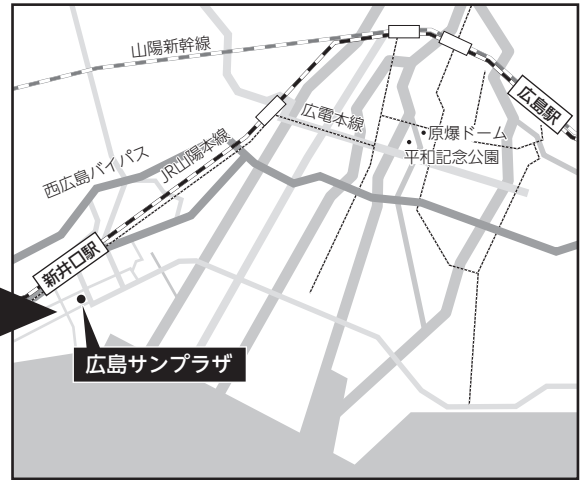 山陽新幹線
広島駅
広電本線
原爆ドーム
平和記念公園
JR山陽本線
西広島バイパス
新井口駅
広島サンプラザ